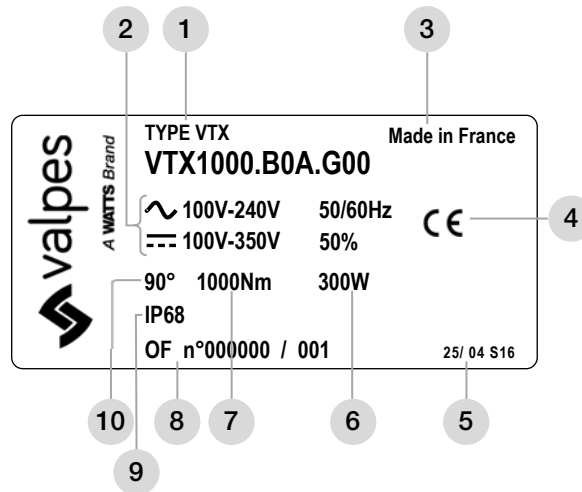 2
1
3
TYPE VTX
Made in France
VTX1000.B0A.G00
100V-240V 50/60Hz
100V-350V 50%
CE
4
90° 1000Nm 300W
IP68
OF n°000000 / 001
25/ 04 S16
valpes
A WATTS Brand
10
9
8
7
6
5